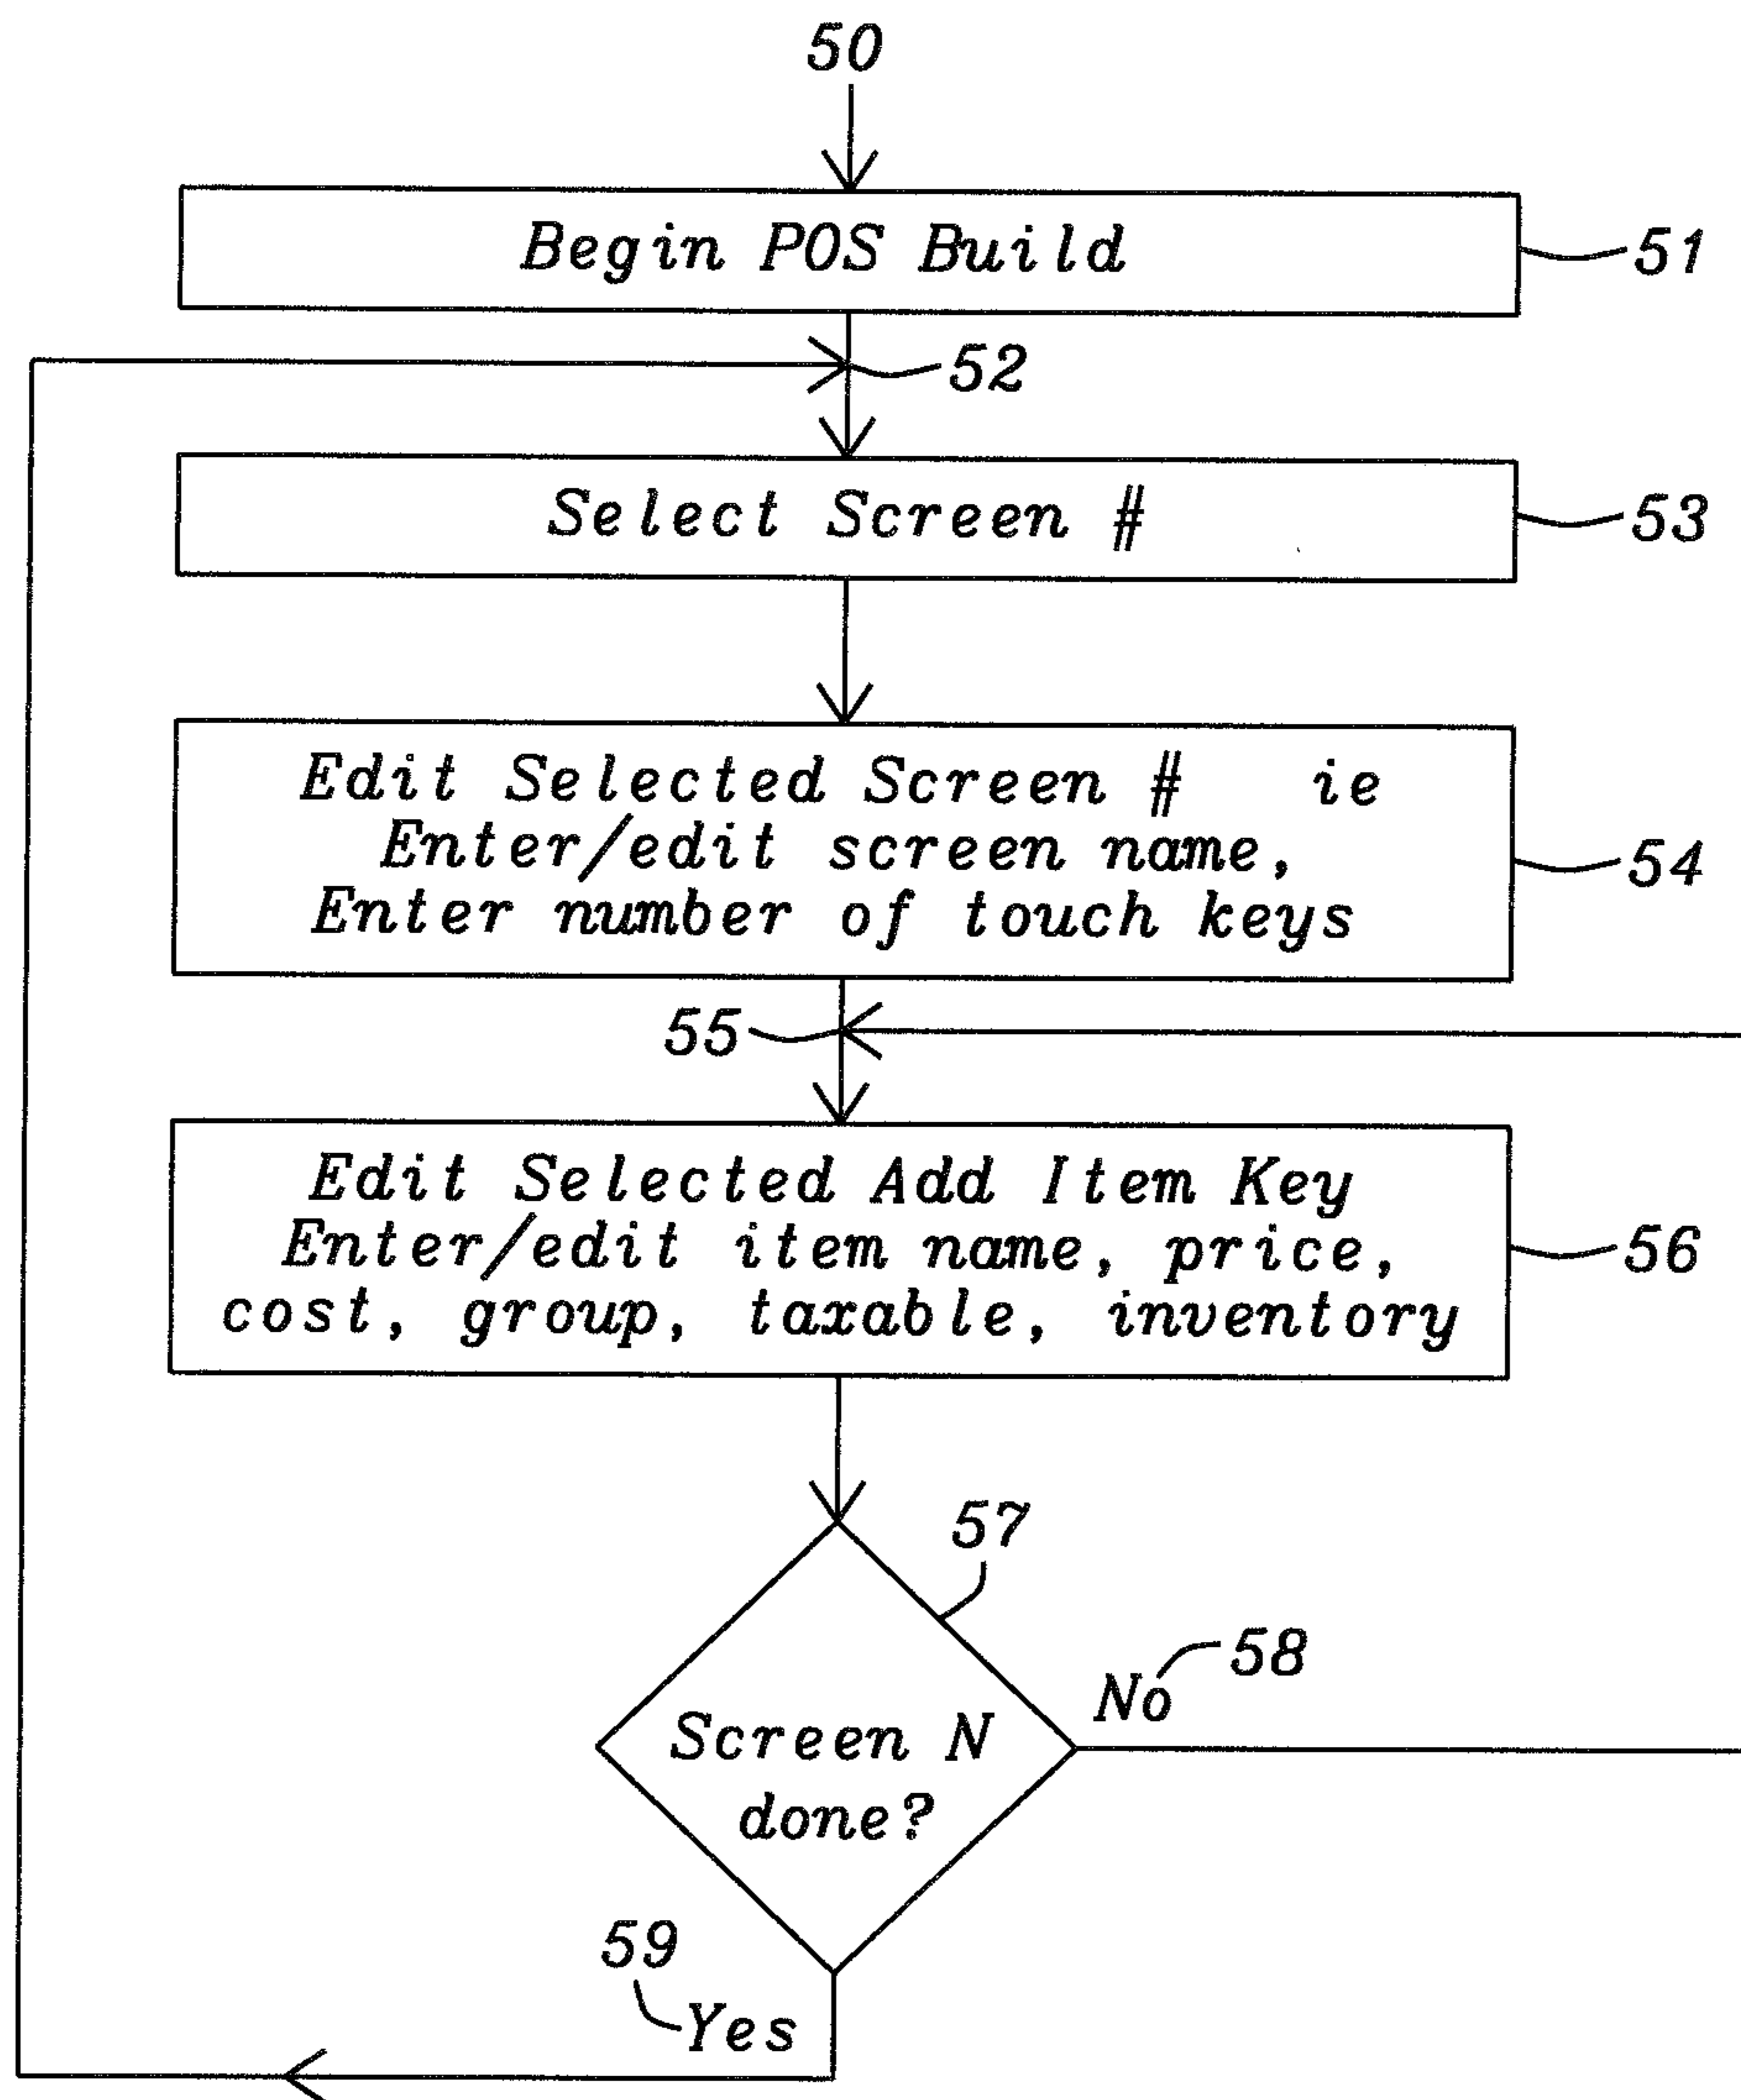 50
Begin POS Build
51
52
Select Screen #
53
Edit Selected Screen # ie
Enter/edit screen name,
Enter number of touch keys
54
55
Edit Selected Add Item Key
Enter/edit item name, price,
cost, group, taxable, inventory
56
57
58
No
Screen N
done?
59
Yes